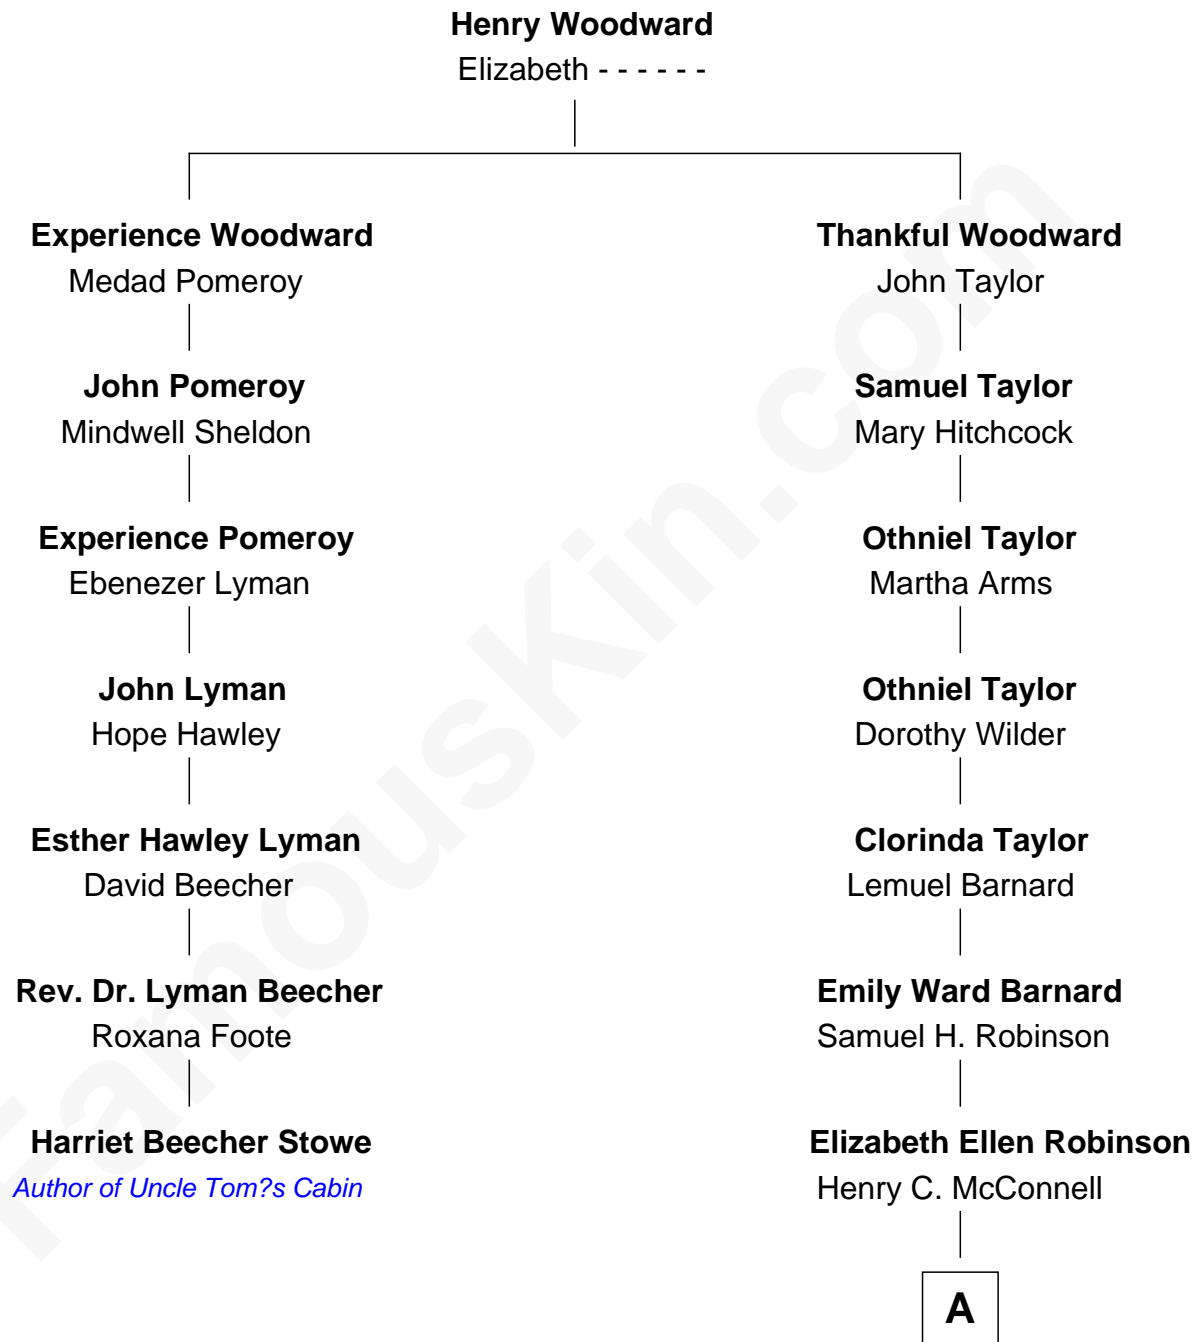 Henry Woodward
Elizabeth - - - - - -
Experience Woodward
Medad Pomeroy
Thankful Woodward
John Taylor
John Pomeroy
Mindwell Sheldon
Samuel Taylor
Mary Hitchcock
Experience Pomeroy
Ebenezer Lyman
Othniel Taylor
Martha Arms
John Lyman
Hope Hawley
Othniel Taylor
Dorothy Wilder
Esther Hawley Lyman
David Beecher
Clorinda Taylor
Lemuel Barnard
Rev. Dr. Lyman Beecher
Roxana Foote
Emily Ward Barnard
Samuel H. Robinson
Harriet Beecher Stowe
Author of Uncle Tom?s Cabin
Elizabeth Ellen Robinson
Henry C. McConnell
A
FamousKin.com